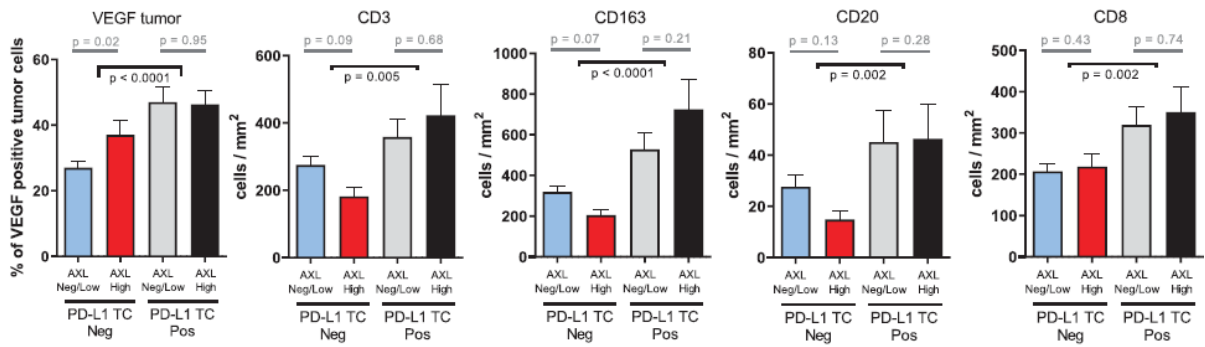 VEGF tumor
p = 0.02 p = 0.95
p < 0.0001
% of VEGF positive tumor cells
60
40
20
0
AXL Neg/Low
AXL High
AXL Neg/Low
AXL High
PD-L1 TC Neg
PD-L1 TC Pos
CD3
p = 0.09 p = 0.68
p = 0.005
cells / mm²
600
400
200
0
AXL Neg/Low
AXL High
AXL Neg/Low
AXL High
PD-L1 TC Neg
PD-L1 TC Pos
CD163
p = 0.07 p = 0.21
p < 0.0001
cells / mm²
1000
800
600
400
200
0
AXL Neg/Low
AXL High
AXL Neg/Low
AXL High
PD-L1 TC Neg
PD-L1 TC Pos
CD20
p = 0.13 p = 0.28
p = 0.002
cells / mm²
80
60
40
20
0
AXL Neg/Low
AXL High
AXL Neg/Low
AXL High
PD-L1 TC Neg
PD-L1 TC Pos
CD8
p = 0.43 p = 0.74
p = 0.002
cells / mm²
500
400
300
200
100
0
AXL Neg/Low
AXL High
AXL Neg/Low
AXL High
PD-L1 TC Neg
PD-L1 TC Pos